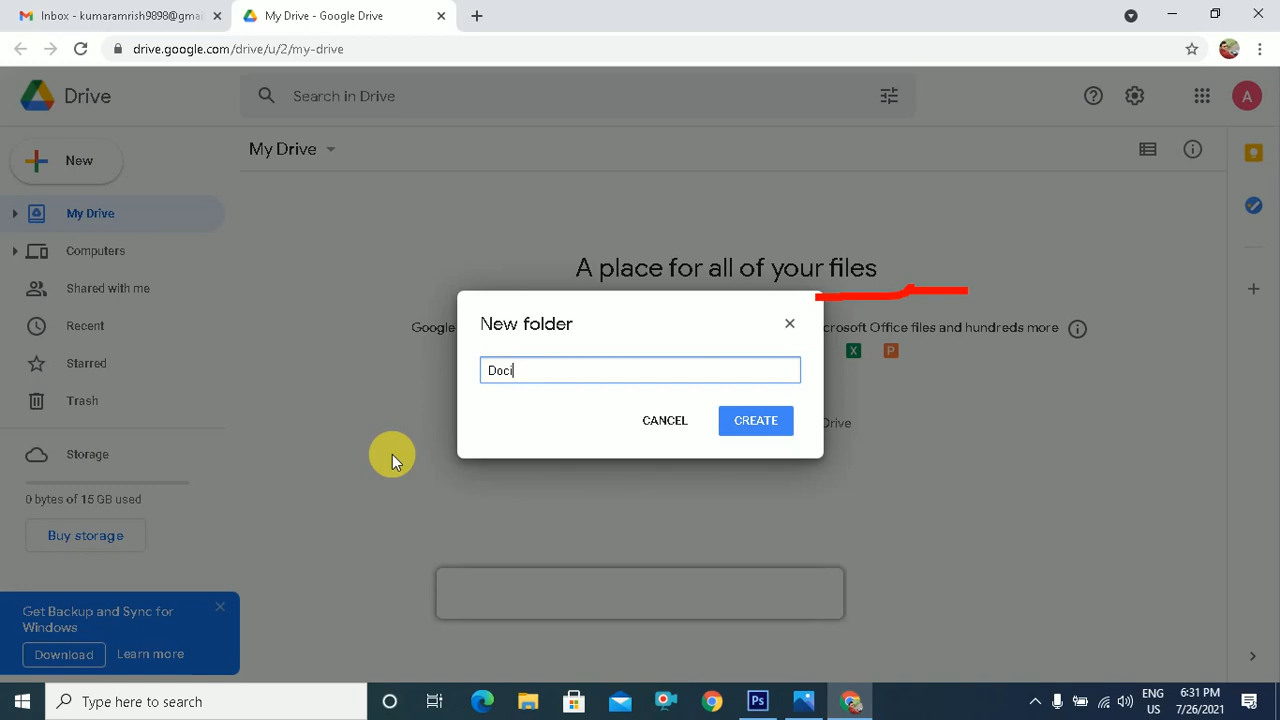 Inbox - kumaramrish9898@gmai
My Drive - Google Drive
drive.google.com/drive/u/2/my-drive
Drive
Search in Drive
A
New
My Drive
My Drive
Computers
Shared with me
Recent
Starred
Trash
Storage
0 bytes of 15 GB used
Buy storage
A place for all of your files
Google
crosoft Office files and hundreds more
X
P
Drive
New folder
Doci
CANCEL
CREATE
Get Backup and Sync for
Windows
Download
Learn more
Type here to search
Ps
ENG
US
6:31 PM
7/26/2021